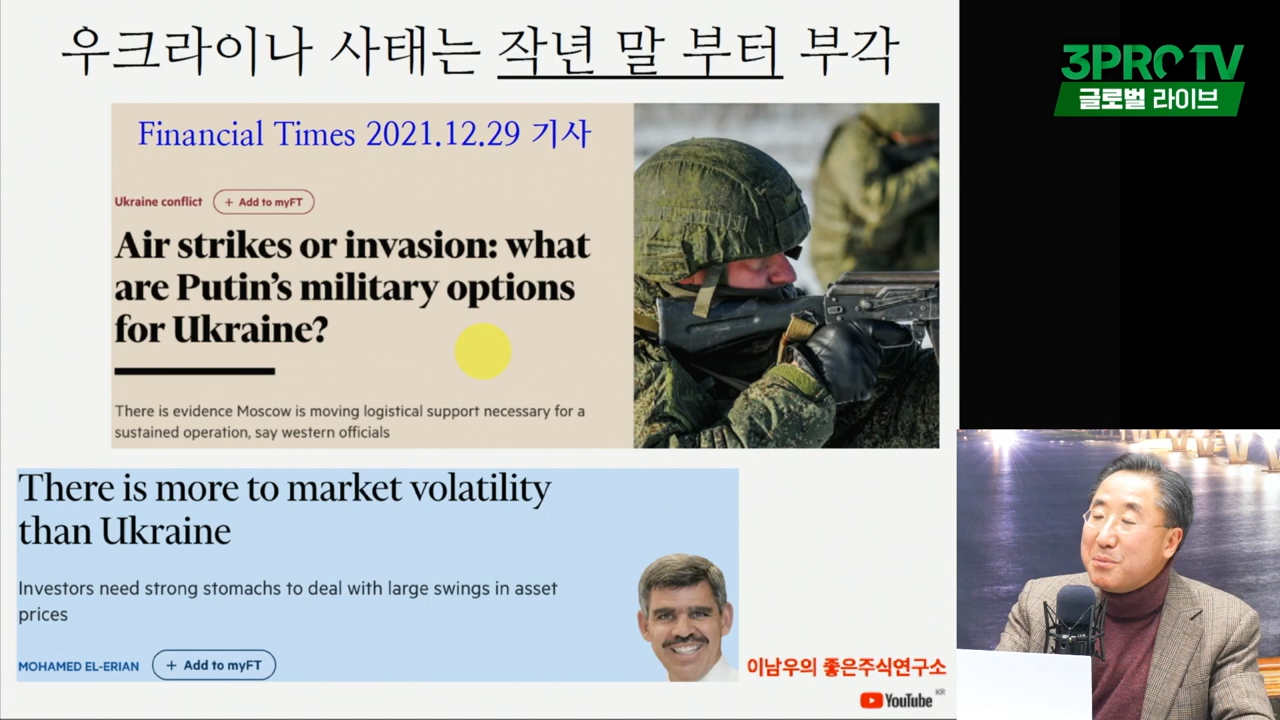 우크라이나 사태는 작년 말 부터 부각
3PRO TV
글로벌 라이브
Financial Times 2021.12.29 기사
Ukraine conflict + Add to myFT
Air strikes or invasion: what
are Putin's military options
for Ukraine?
There is evidence Moscow is moving logistical support necessary for a
sustained operation, say western officials
There is more to market volatility
than Ukraine
Investors need strong stomachs to deal with large swings in asset
prices
MOHAMED EL-ERIAN + Add to myFT
이남우의 좋은주식연구소
YouTube KR